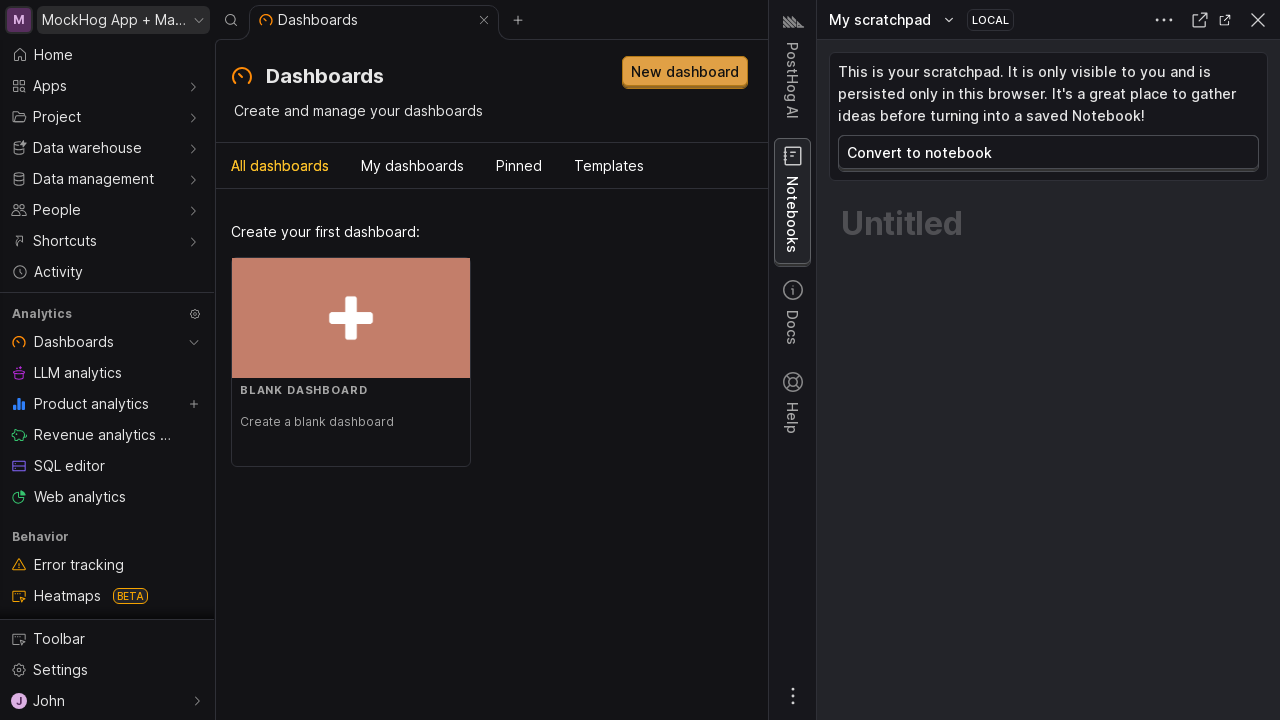 M
MockHog App + Ma...
Home
Apps
Project
Data warehouse
Data management
People
Shortcuts
Activity
Analytics
Dashboards
LLM analytics
Product analytics
Revenue analytics ...
SQL editor
Web analytics
Behavior
Error tracking
Heatmaps BETA
Toolbar
Settings
J John
Dashboards
Dashboards
New dashboard
Create and manage your dashboards
All dashboards
My dashboards
Pinned
Templates
Create your first dashboard:
BLANK DASHBOARD
Create a blank dashboard
PostHog AI
Notebooks
Docs
Help
My scratchpad
LOCAL
This is your scratchpad. It is only visible to you and is
persisted only in this browser. It's a great place to gather
ideas before turning into a saved Notebook!
Convert to notebook
Untitled